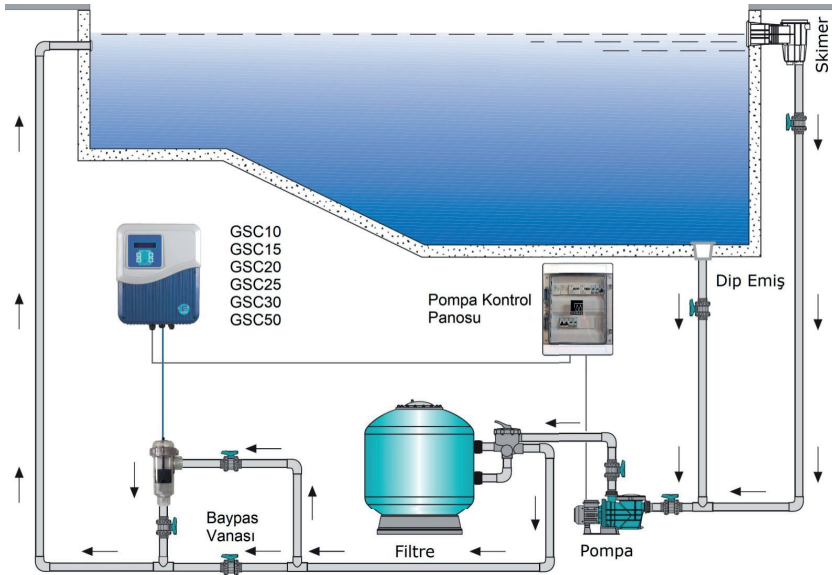 Skimer
GSC10
GSC15
GSC20
GSC25
GSC30
GSC50
Pompa Kontrol
Panosu
Dip Emiş
Baypas
Vanası
Filtre
Pompa